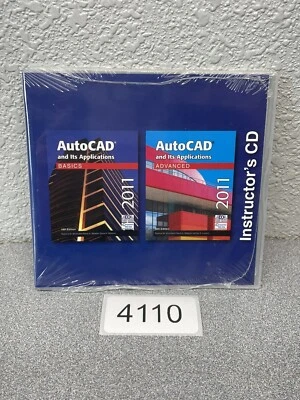 AutoCAD
and Its Applications
BASICS
2011
AutoCAD
and Its Applications
ADVANCED
2011
Instructor's CD
4110